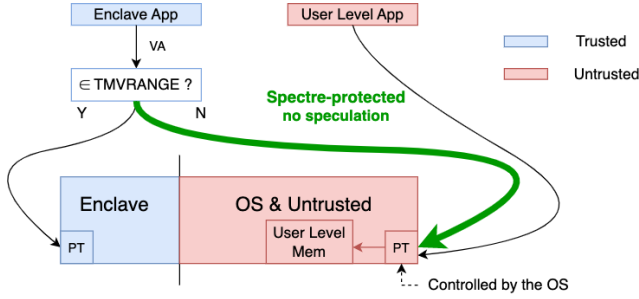 Enclave App
User Level App
VA
Trusted
∈ TMVRANGE ?
Untrusted
Y
N
Spectre-protected
no speculation
Enclave
OS & Untrusted
User Level
Mem
PT
PT
Controlled by the OS